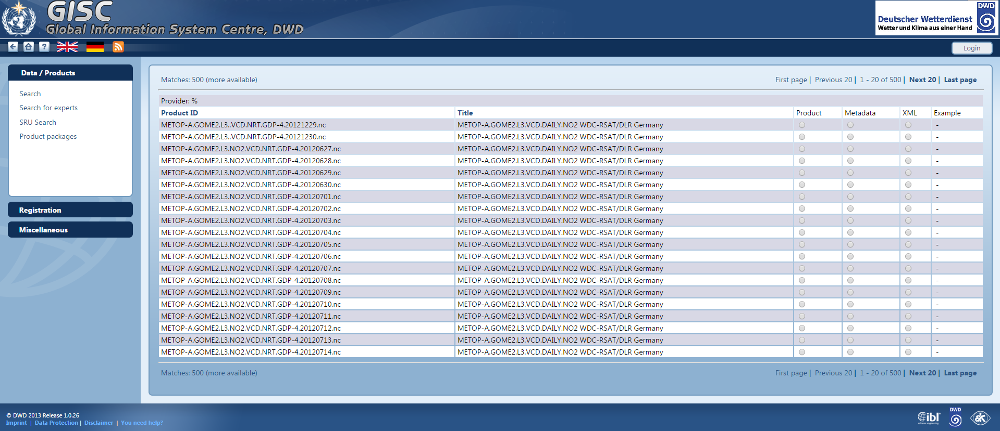 GISC
Global Information System Centre, DWD
DWD
Deutscher Wetterdienst
Wetter und Klima aus einer Hand
?
Login
Data / Products
Search
Search for experts
SRU Search
Product packages
Registration
Miscellaneous
Matches: 500 (more available) First page | Previous 20 | 1 - 20 of 500 | Next 20 | Last page
Provider: %
Product ID Title Product Metadata XML Example
METOP-A.GOME2.L3..VCD.NRT.GDP-4.20121229.nc METOP-A.GOME2.L3.VCD.DAILY.NO2 WDC-RSAT/DLR Germany -
METOP-A.GOME2.L3..VCD.NRT.GDP-4.20121230.nc METOP-A.GOME2.L3.VCD.DAILY.NO2 WDC-RSAT/DLR Germany -
METOP-A.GOME2.L3.NO2.VCD.NRT.GDP-4.20120627.nc METOP-A.GOME2.L3.VCD.DAILY.NO2 WDC-RSAT/DLR Germany -
METOP-A.GOME2.L3.NO2.VCD.NRT.GDP-4.20120628.nc METOP-A.GOME2.L3.VCD.DAILY.NO2 WDC-RSAT/DLR Germany -
METOP-A.GOME2.L3.NO2.VCD.NRT.GDP-4.20120629.nc METOP-A.GOME2.L3.VCD.DAILY.NO2 WDC-RSAT/DLR Germany -
METOP-A.GOME2.L3.NO2.VCD.NRT.GDP-4.20120630.nc METOP-A.GOME2.L3.VCD.DAILY.NO2 WDC-RSAT/DLR Germany -
METOP-A.GOME2.L3.NO2.VCD.NRT.GDP-4.20120701.nc METOP-A.GOME2.L3.VCD.DAILY.NO2 WDC-RSAT/DLR Germany -
METOP-A.GOME2.L3.NO2.VCD.NRT.GDP-4.20120702.nc METOP-A.GOME2.L3.VCD.DAILY.NO2 WDC-RSAT/DLR Germany -
METOP-A.GOME2.L3.NO2.VCD.NRT.GDP-4.20120703.nc METOP-A.GOME2.L3.VCD.DAILY.NO2 WDC-RSAT/DLR Germany -
METOP-A.GOME2.L3.NO2.VCD.NRT.GDP-4.20120704.nc METOP-A.GOME2.L3.VCD.DAILY.NO2 WDC-RSAT/DLR Germany -
METOP-A.GOME2.L3.NO2.VCD.NRT.GDP-4.20120705.nc METOP-A.GOME2.L3.VCD.DAILY.NO2 WDC-RSAT/DLR Germany -
METOP-A.GOME2.L3.NO2.VCD.NRT.GDP-4.20120706.nc METOP-A.GOME2.L3.VCD.DAILY.NO2 WDC-RSAT/DLR Germany -
METOP-A.GOME2.L3.NO2.VCD.NRT.GDP-4.20120707.nc METOP-A.GOME2.L3.VCD.DAILY.NO2 WDC-RSAT/DLR Germany -
METOP-A.GOME2.L3.NO2.VCD.NRT.GDP-4.20120708.nc METOP-A.GOME2.L3.VCD.DAILY.NO2 WDC-RSAT/DLR Germany -
METOP-A.GOME2.L3.NO2.VCD.NRT.GDP-4.20120709.nc METOP-A.GOME2.L3.VCD.DAILY.NO2 WDC-RSAT/DLR Germany -
METOP-A.GOME2.L3.NO2.VCD.NRT.GDP-4.20120710.nc METOP-A.GOME2.L3.VCD.DAILY.NO2 WDC-RSAT/DLR Germany -
METOP-A.GOME2.L3.NO2.VCD.NRT.GDP-4.20120711.nc METOP-A.GOME2.L3.VCD.DAILY.NO2 WDC-RSAT/DLR Germany -
METOP-A.GOME2.L3.NO2.VCD.NRT.GDP-4.20120712.nc METOP-A.GOME2.L3.VCD.DAILY.NO2 WDC-RSAT/DLR Germany -
METOP-A.GOME2.L3.NO2.VCD.NRT.GDP-4.20120713.nc METOP-A.GOME2.L3.VCD.DAILY.NO2 WDC-RSAT/DLR Germany -
METOP-A.GOME2.L3.NO2.VCD.NRT.GDP-4.20120714.nc METOP-A.GOME2.L3.VCD.DAILY.NO2 WDC-RSAT/DLR Germany -
Matches: 500 (more available) First page | Previous 20 | 1 - 20 of 500 | Next 20 | Last page
© DWD 2013 Release 1.0.26
Imprint | Data Protection | Disclaimer | You need help?
ibl
software engineering
DWD
ask